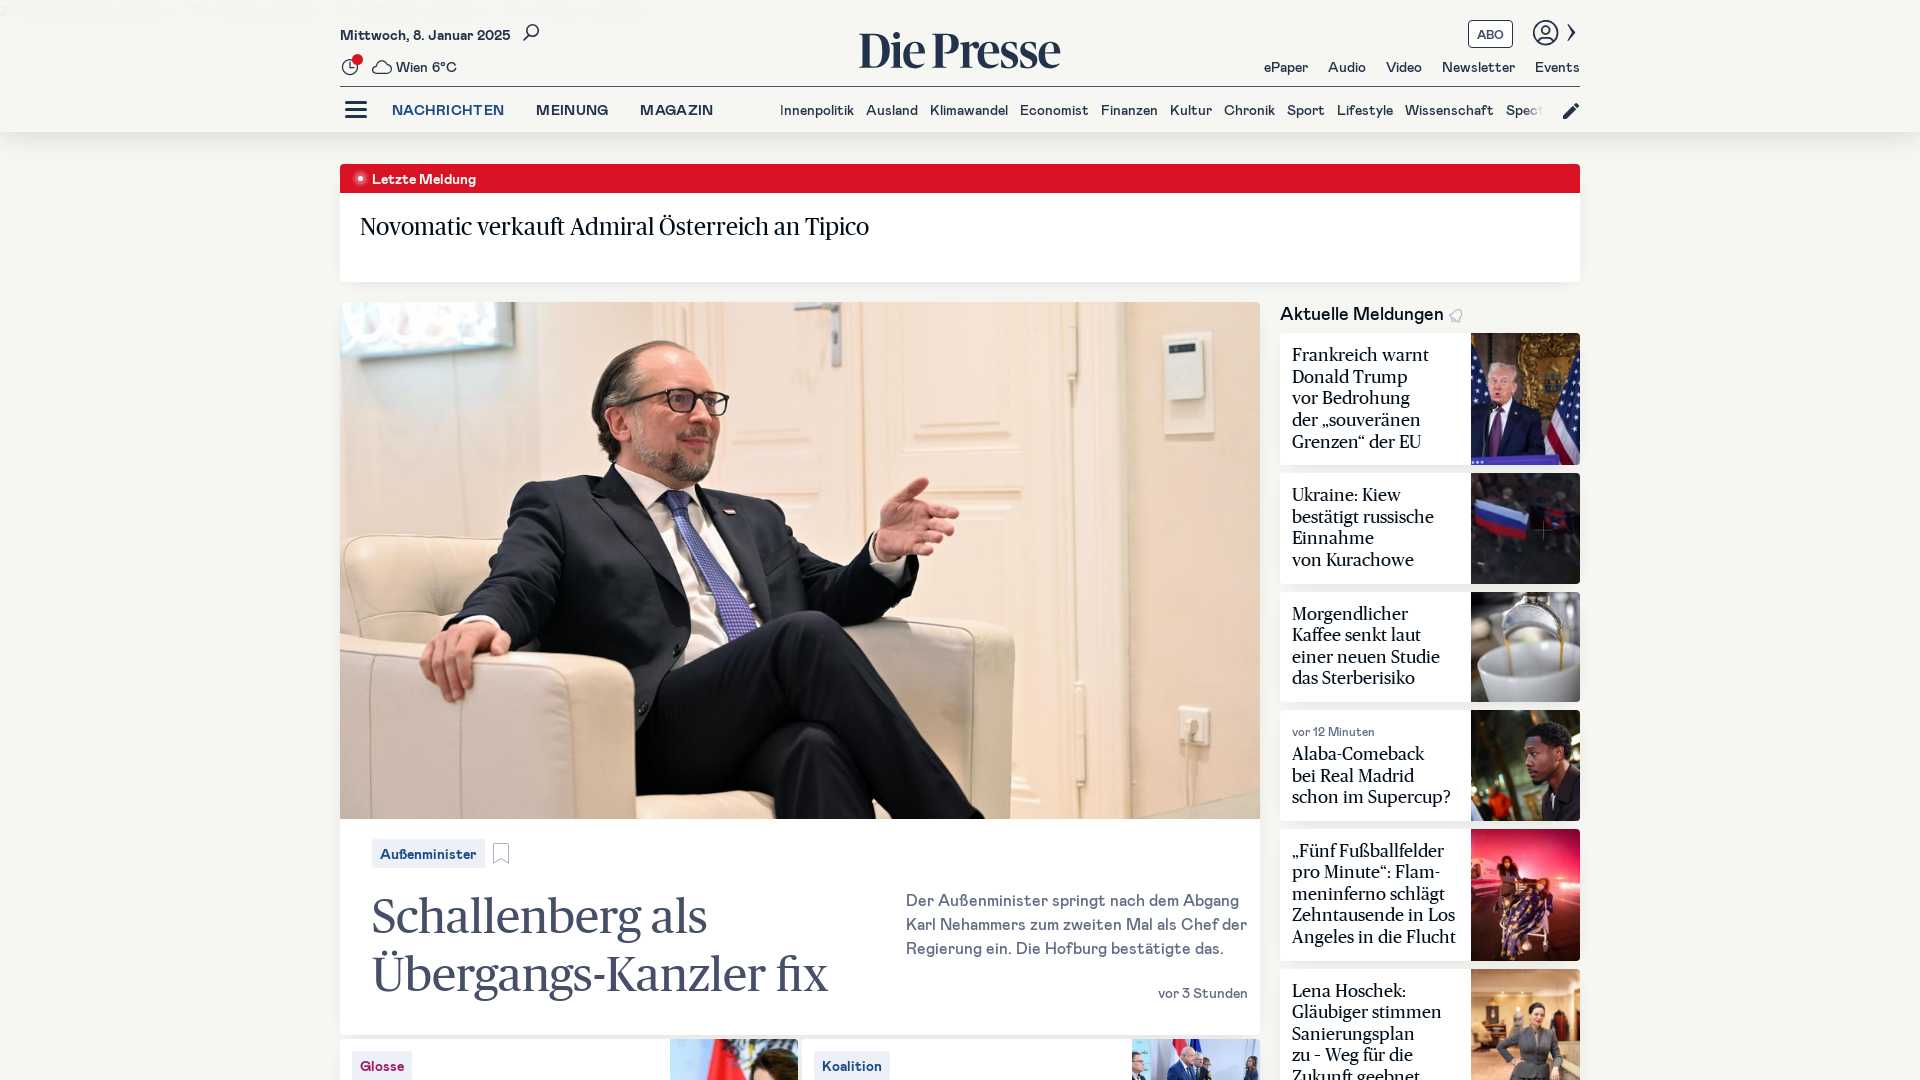 Mittwoch, 8. Januar 2025
Wien 6°C
Die Presse
ABO
ePaper Audio Video Newsletter Events
NACHRICHTEN MEINUNG MAGAZIN
Innenpolitik Ausland Klimawandel Economist Finanzen Kultur Chronik Sport Lifestyle Wissenschaft Spect
Letzte Meldung
Novomatic verkauft Admiral Österreich an Tipico
Außenminister
Schallenberg als
Übergangs-Kanzler fix
Der Außenminister springt nach dem Abgang
Karl Nehammers zum zweiten Mal als Chef der
Regierung ein. Die Hofburg bestätigte das.
vor 3 Stunden
Glosse
Koalition
Aktuelle Meldungen
Frankreich warnt
Donald Trump
vor Bedrohung
der „souveränen
Grenzen“ der EU
Ukraine: Kiew
bestätigt russische
Einnahme
von Kurachowe
Morgendlicher
Kaffee senkt laut
einer neuen Studie
das Sterberisiko
vor 12 Minuten
Alaba-Comeback
bei Real Madrid
schon im Supercup?
„Fünf Fußballfelder
pro Minute“: Flam-
meninferno schlägt
Zehntausende in Los
Angeles in die Flucht
Lena Hoschek:
Gläubiger stimmen
Sanierungsplan
zu – Weg für die
Zukunft geebnet